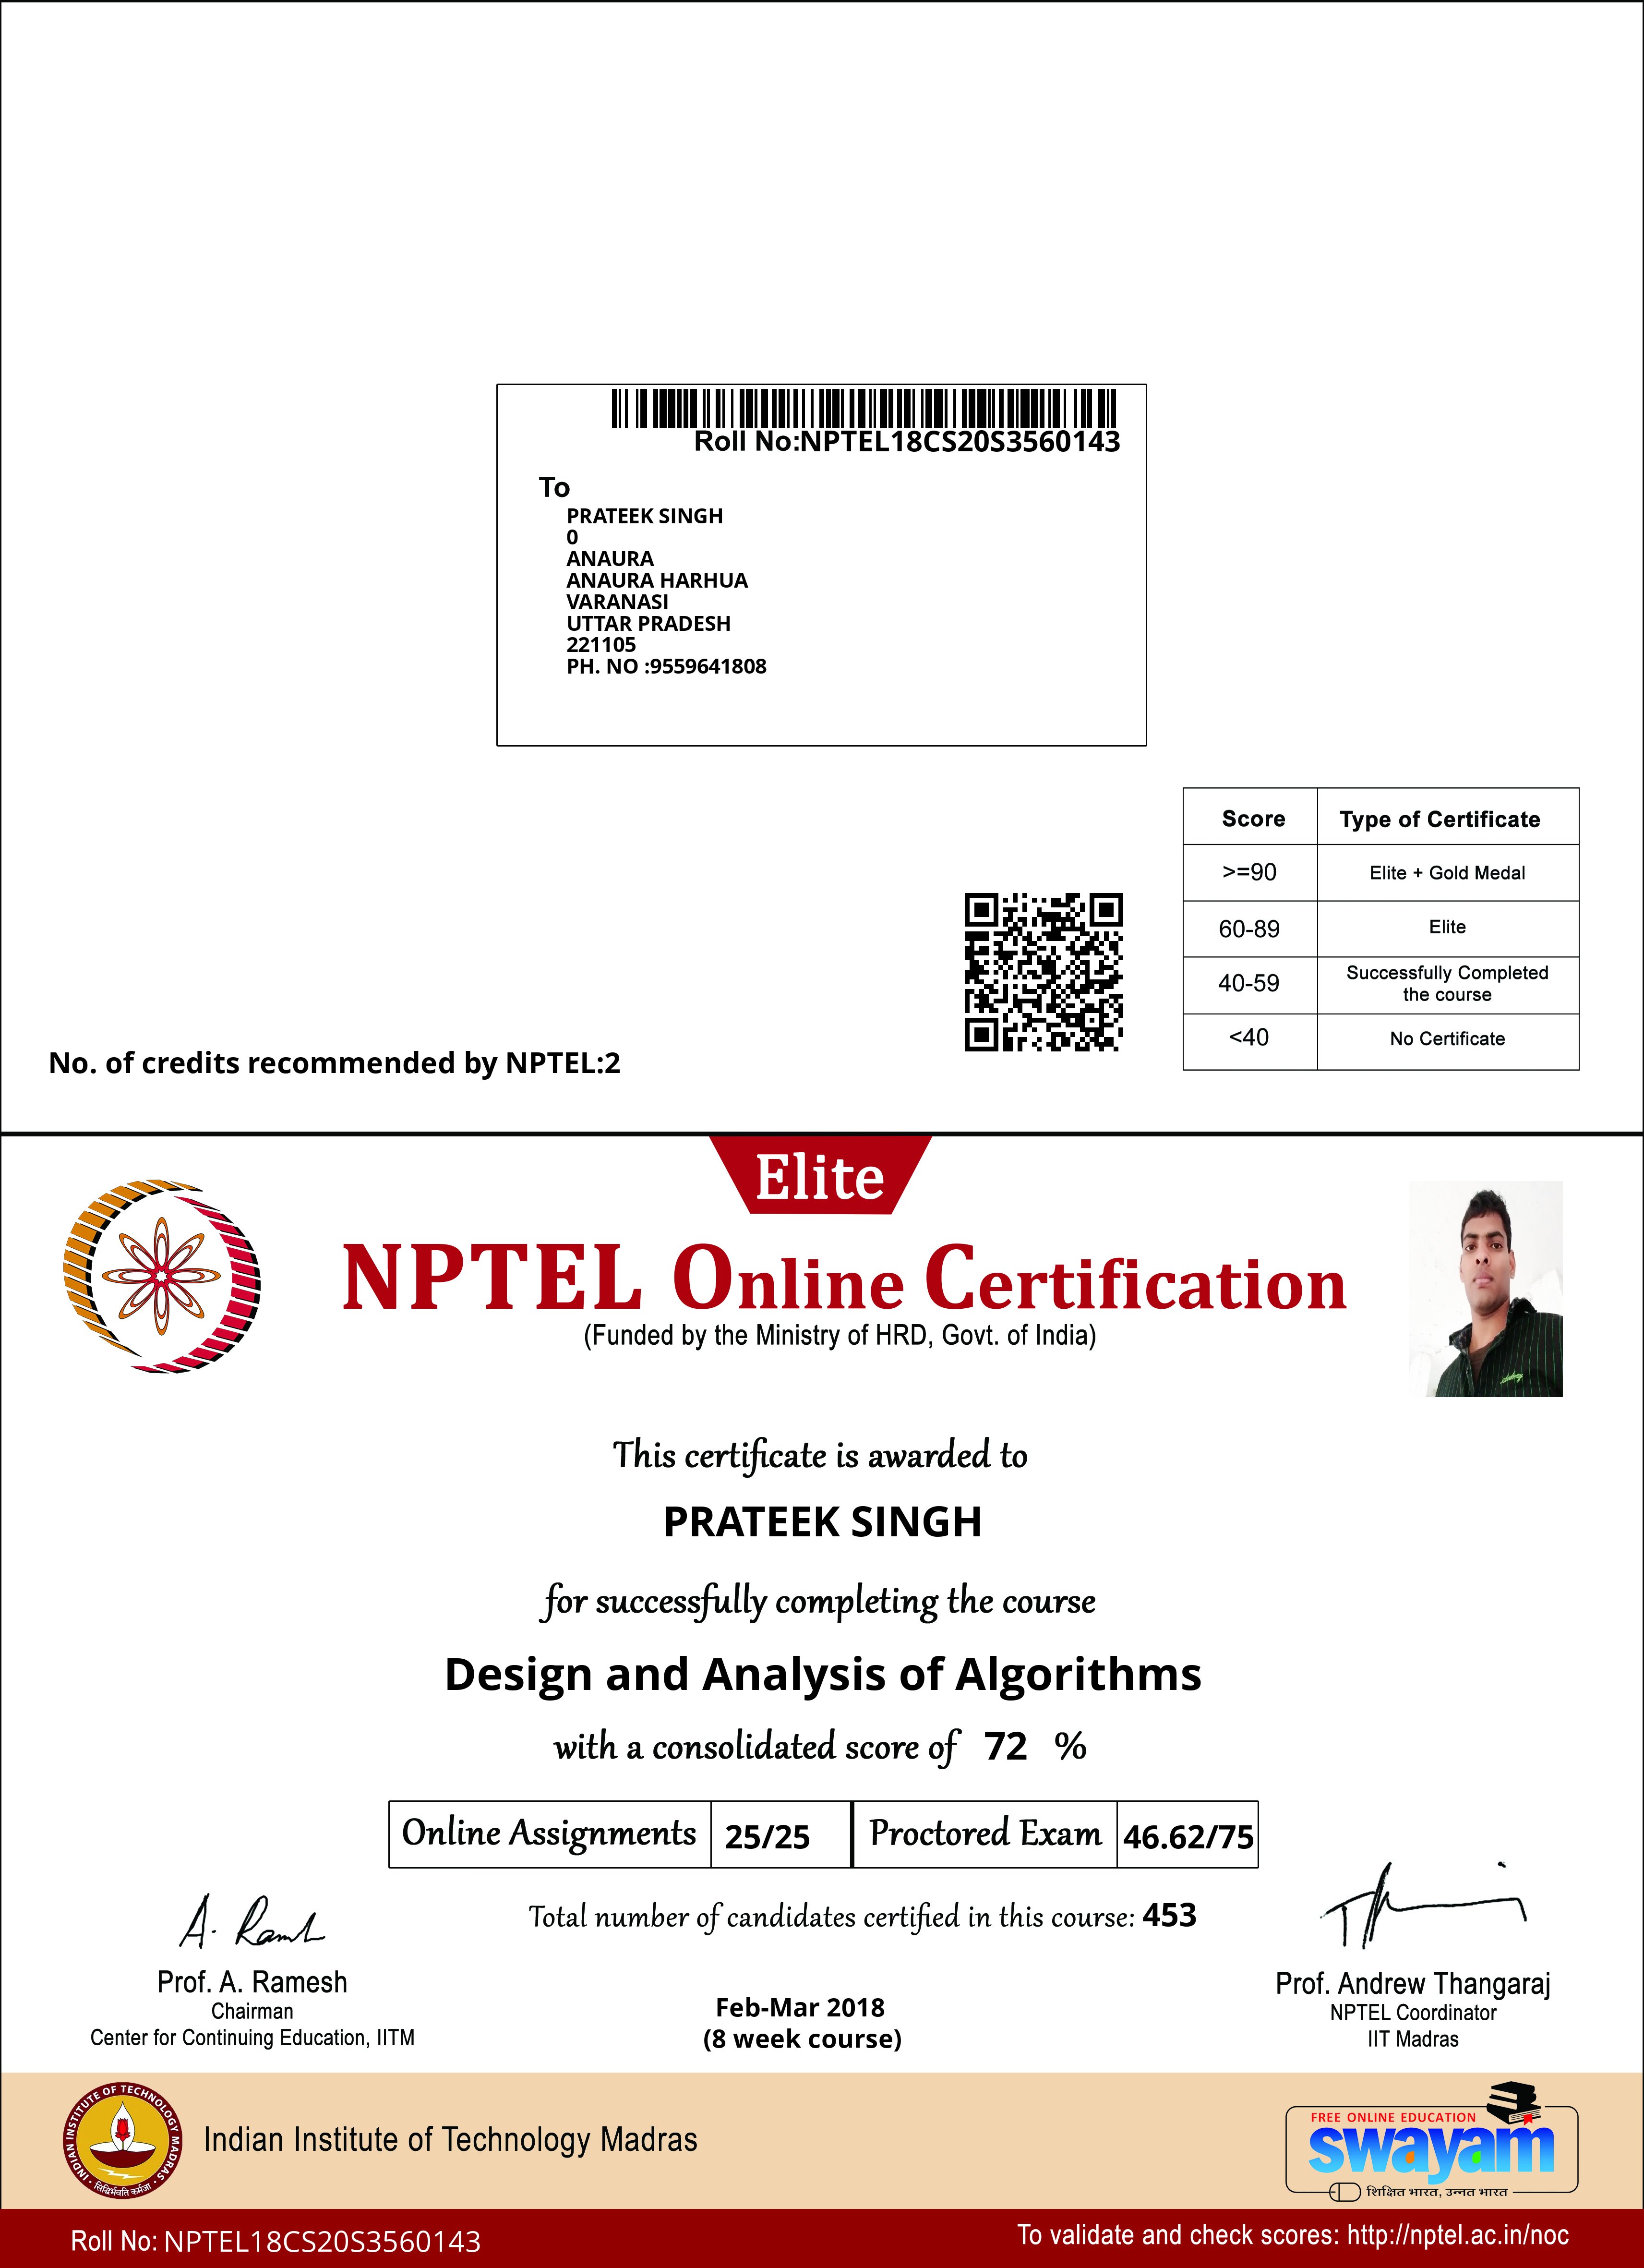 Roll No:NPTEL18CS20S3560143
To
PRATEEK SINGH
0
ANAURA
ANAURA HARHUA
VARANASI
UTTAR PRADESH
221105
PH. NO :9559641808
Score Type of Certificate
>=90 Elite + Gold Medal
60-89 Elite
40-59 Successfully Completed
the course
<40 No Certificate
No. of credits recommended by NPTEL:2
Elite
NPTEL Online Certification
(Funded by the Ministry of HRD, Govt. of India)
This certificate is awarded to
PRATEEK SINGH
for successfully completing the course
Design and Analysis of Algorithms
with a consolidated score of 72 %
Online Assignments 25/25 Proctored Exam 46.62/75
Total number of candidates certified in this course: 453
A. Ramesh
Prof. A. Ramesh
Chairman
Center for Continuing Education, IITM
Feb-Mar 2018
(8 week course)
Prof. Andrew Thangaraj
NPTEL Coordinator
IIT Madras
INDIAN INSTITUTE OF TECHNOLOGY MADRAS
सिद्धिर्भवति कर्मजा
Indian Institute of Technology Madras
FREE ONLINE EDUCATION
swayam
शिक्षित भारत, उन्नत भारत
Roll No: NPTEL18CS20S3560143
To validate and check scores: http://nptel.ac.in/noc